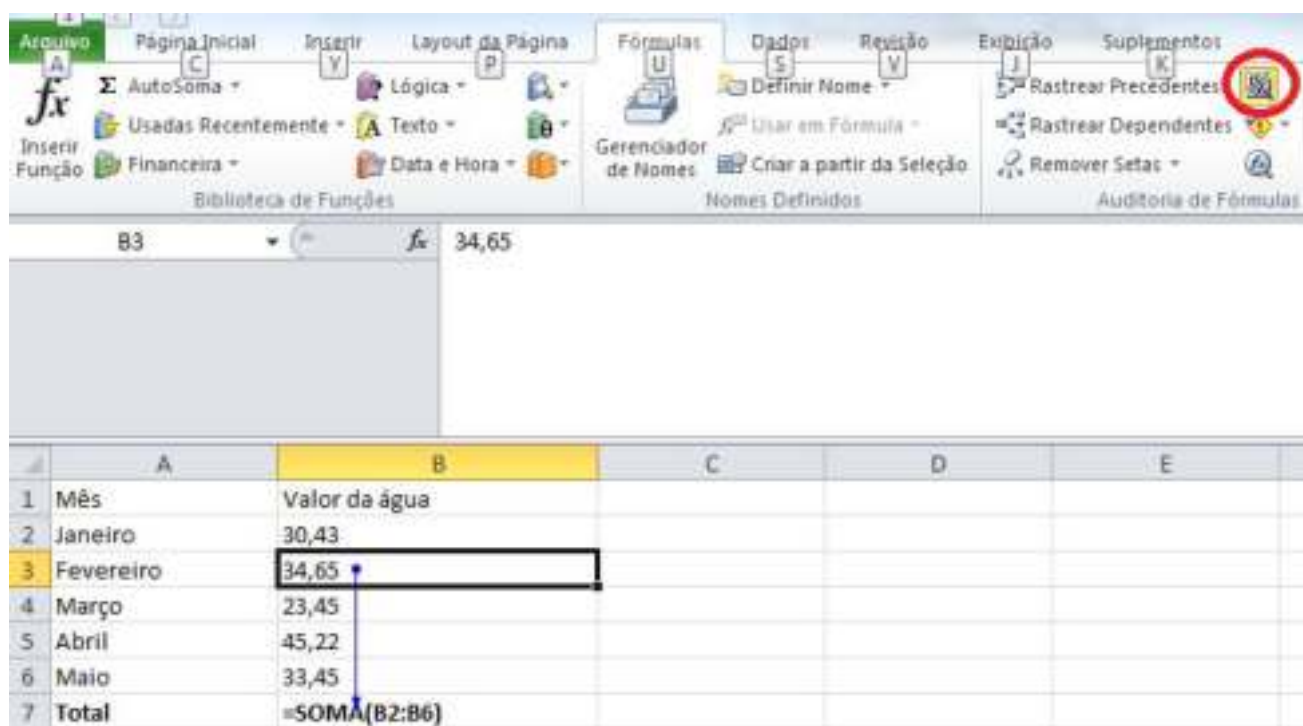 Arquivo Página Inicial Inserir Layout da Página Fórmulas Dados Revisão Exibição Suplementos
A C Y P U S V J K
fx Σ AutoSoma Lógica Definir Nome Rastrear Precedentes
Usadas Recentemente A Texto θ Usar em Fórmula Rastrear Dependentes
Inserir Função Financeira Data e Hora Gerenciador de Nomes Criar a partir da Seleção Remover Setas
Biblioteca de Funções Nomes Definidos Auditoria de Fórmulas
B3 fx 34,65
A B C D E
1 Mês Valor da água
2 Janeiro 30,43
3 Fevereiro 34,65
4 Março 23,45
5 Abril 45,22
6 Maio 33,45
7 Total =SOMA(B2:B6)